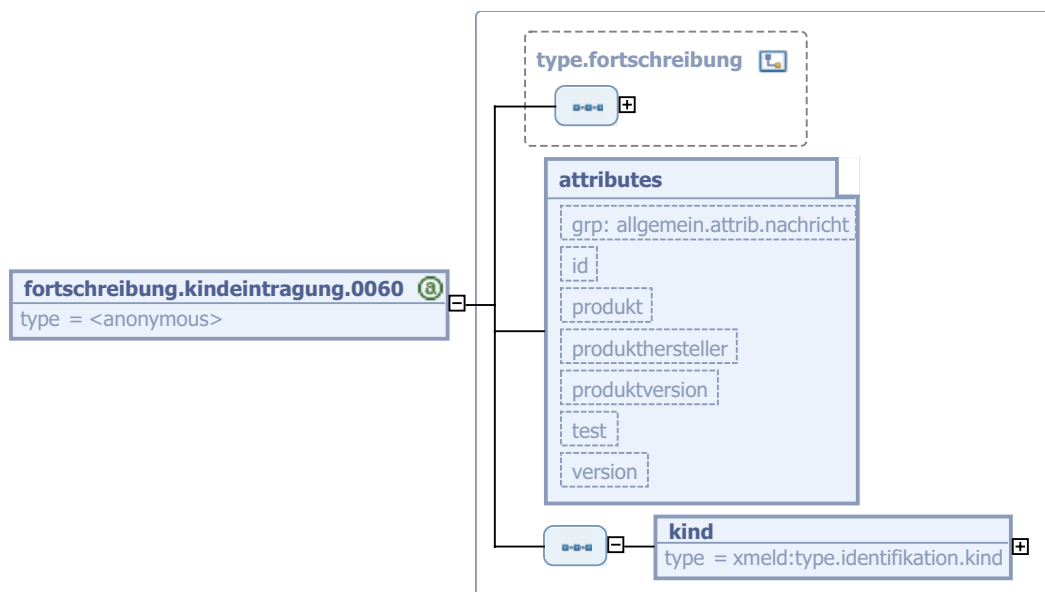 type.fortschreibung
attributes
grp: allgemein.attrib.nachricht
id
fortschreibung.kindeintragung.0060 a
type = <anonymous>
produkt
produkthersteller
produktversion
test
version
kind
type = xmeld:type.identifikation.kind